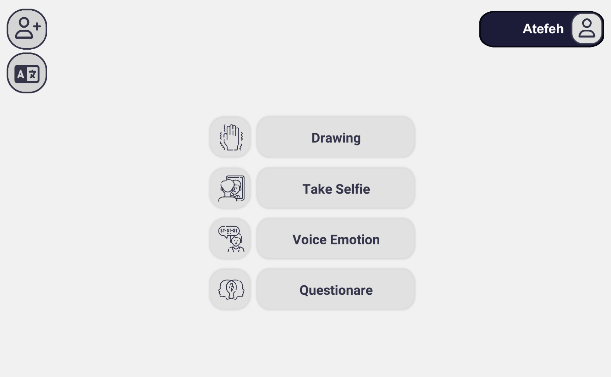 Atefeh
A
Drawing
Take Selfie
Voice Emotion
Questionare